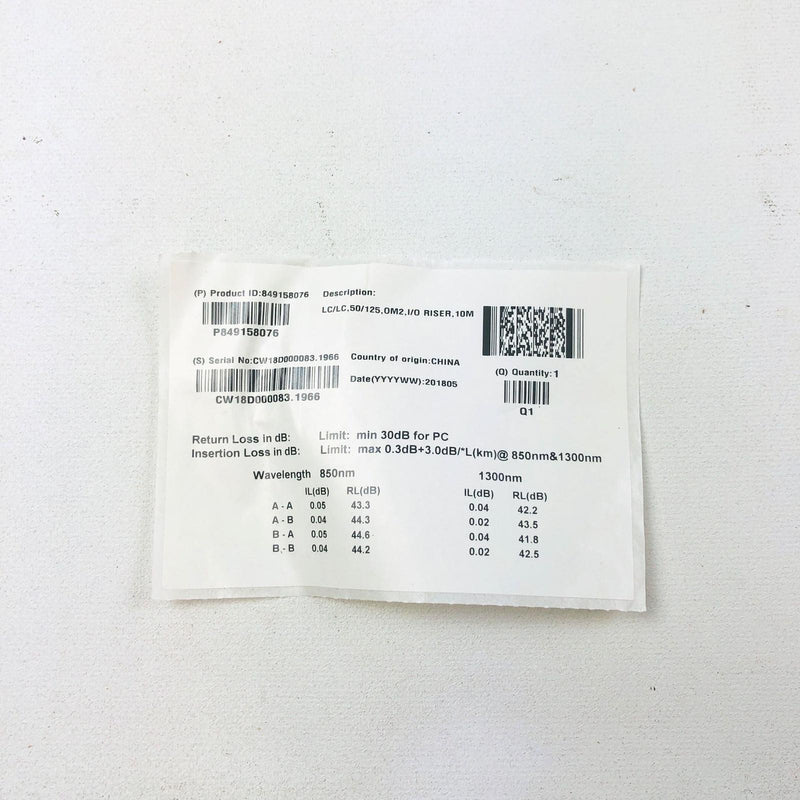 (P) Product ID:849158076
Description:
LC/LC,50/125,OM2,I/O RISER,10M
P849158076
(S) Serial No:CW18D000083.1966
Country of origin:CHINA
(Q) Quantity:1
Date(YYYYWW):201805
CW18D000083.1966
Q1
Return Loss in dB: Limit: min 30dB for PC
Insertion Loss in dB: Limit: max 0.3dB+3.0dB/*L(km)@ 850nm&1300nm
Wavelength 850nm 1300nm
IL(dB) RL(dB) IL(dB) RL(dB)
A - A 0.05 43.3 0.04 42.2
A - B 0.04 44.3 0.02 43.5
B - A 0.05 44.6 0.04 41.8
B - B 0.04 44.2 0.02 42.5